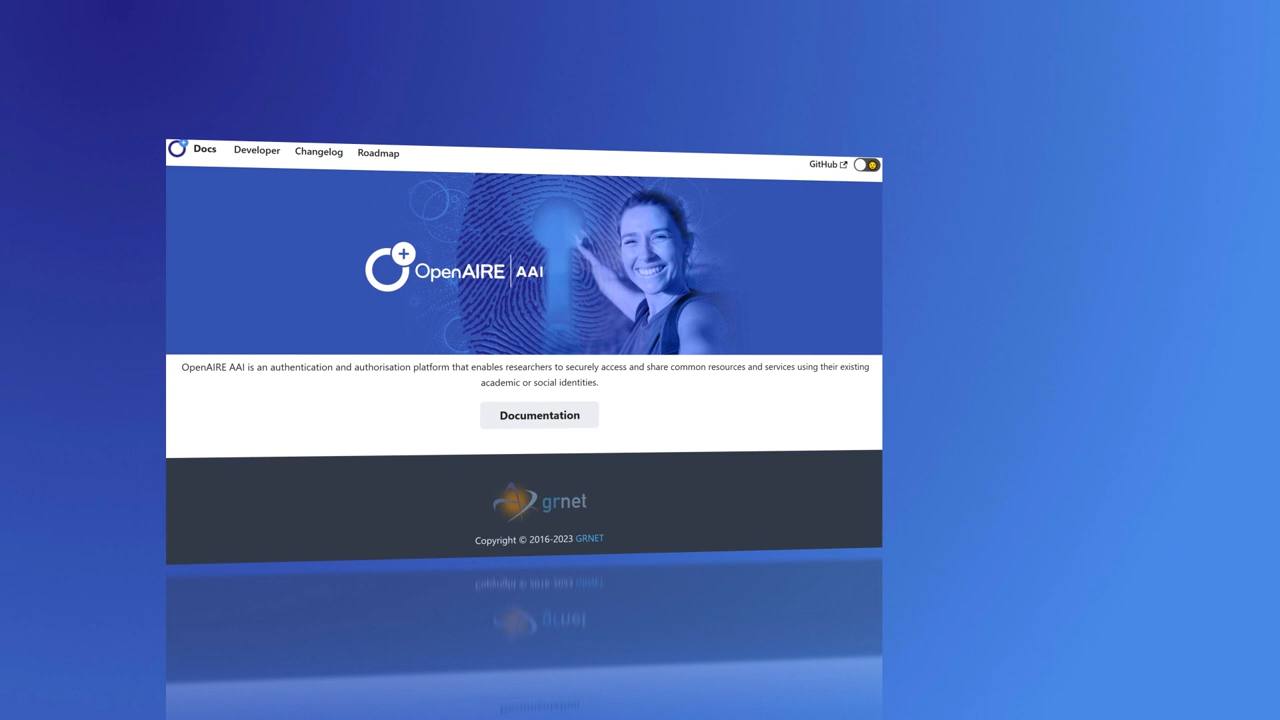 Docs Developer Changelog Roadmap GitHub
OpenAIRE | AAI
OpenAIRE AAI is an authentication and authorisation platform that enables researchers to securely access and share common resources and services using their existing
academic or social identities.
Documentation
grnet
Copyright © 2016-2023 GRNET